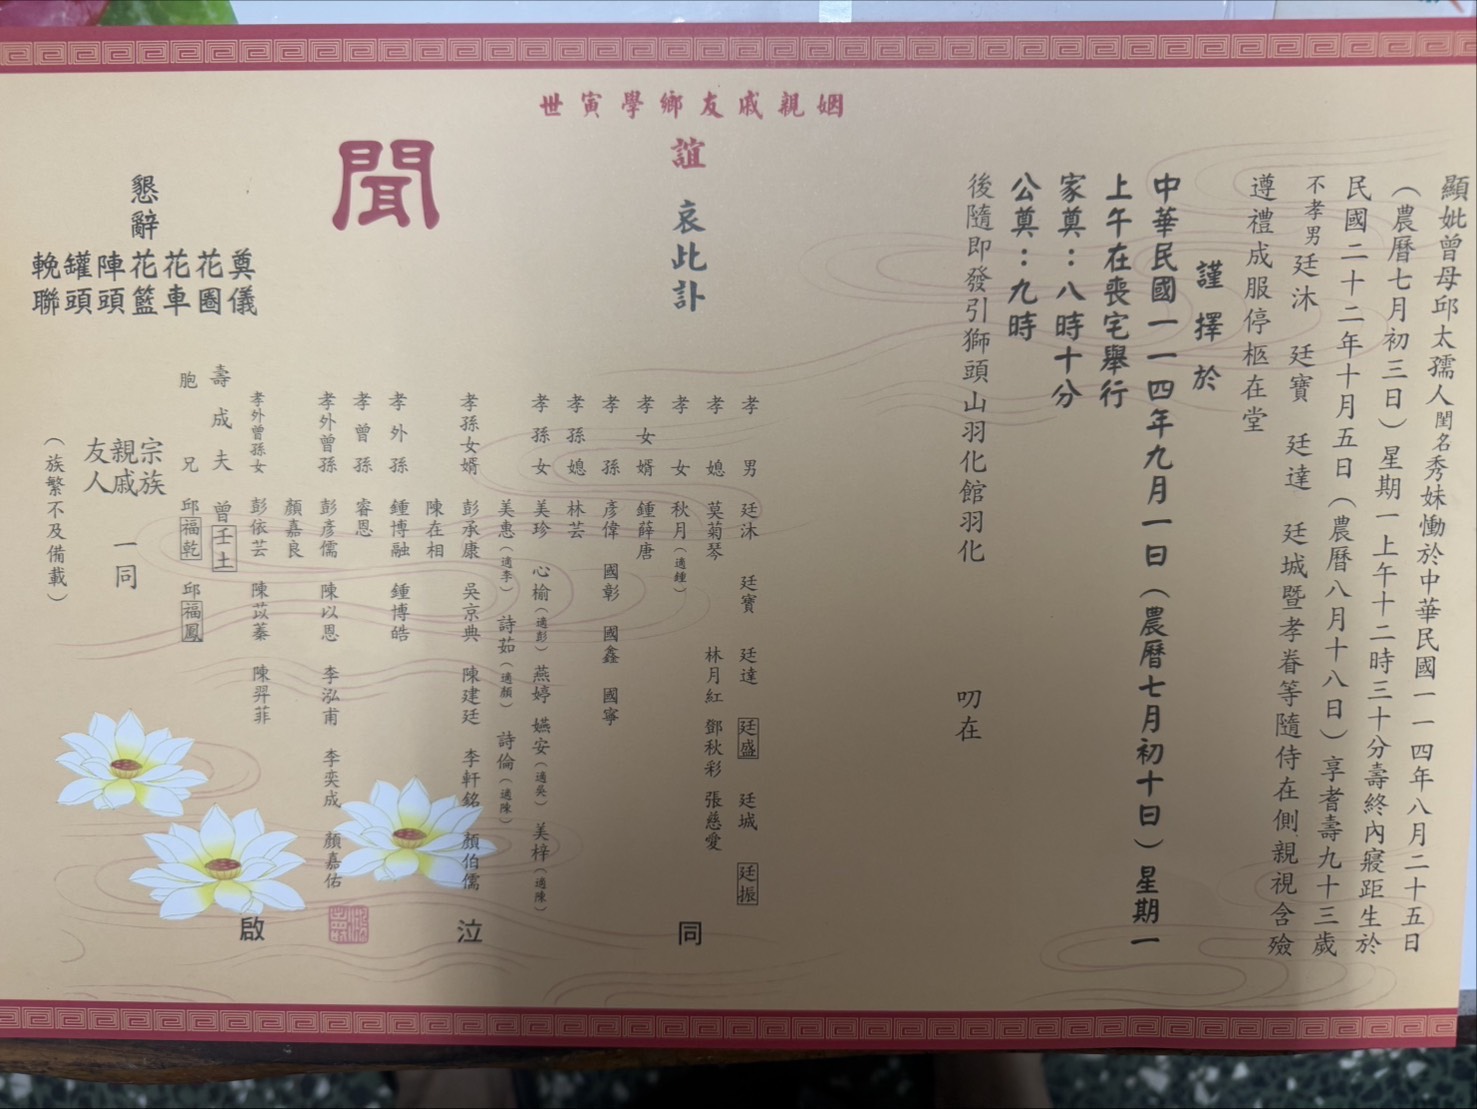 顯妣曾母邱太孺人閨名秀妹慟於中華民國一一四年八月二十五日
（農曆七月初三日）星期一上午十二時三十分壽終內寢距生於
民國二十二年十月五日（農曆八月十八日）享耆壽九十三歲
不孝男廷沐 廷寶 廷達 廷城暨孝眷等隨侍在側親視含殮
遵禮成服停柩在堂
謹擇於
中華民國一一四年九月一日（農曆七月初十日）星期一
上午在喪宅舉行
家奠：八時十分
公奠：九時
後隨即發引獅頭山羽化館羽化
叨在
世寅學鄉友戚親姻
誼 哀此訃
聞
孝男 廷沐 廷寶 廷達 廷盛 廷城 廷振
孝媳 莫菊琴 林月紅 鄧秋彩 張慈愛
孝女 秋月（適鍾）
孝女婿 鍾薛唐
孝孫 彥偉 國彰 國鑫 國寧
孝孫媳 林芸
孝孫女 美珍 心榆（適彭） 燕婷 嬿安（適吳） 美梓（適陳）
美惠（適李） 詩茹（適顏） 詩倫（適陳）
孝孫女婿 彭承康 吳京典 陳建廷 李軒銘 顏伯儒
陳在相
孝外孫 鍾博融 鍾博皓
孝曾孫 睿恩
孝外曾孫 彭彥儒 陳以恩 李泓甫 李奕成 顏嘉佑
顏嘉良
孝外曾孫女 彭依芸 陳苡蓁 陳羿菲
壽成夫 曾壬土
胞兄 邱福乾 邱福鳳
宗族
親戚
友人
一同
（族繁不及備載）
同
泣
啟
懇辭
奠儀
花圈
花車
花籃
陣頭
罐頭
輓聯